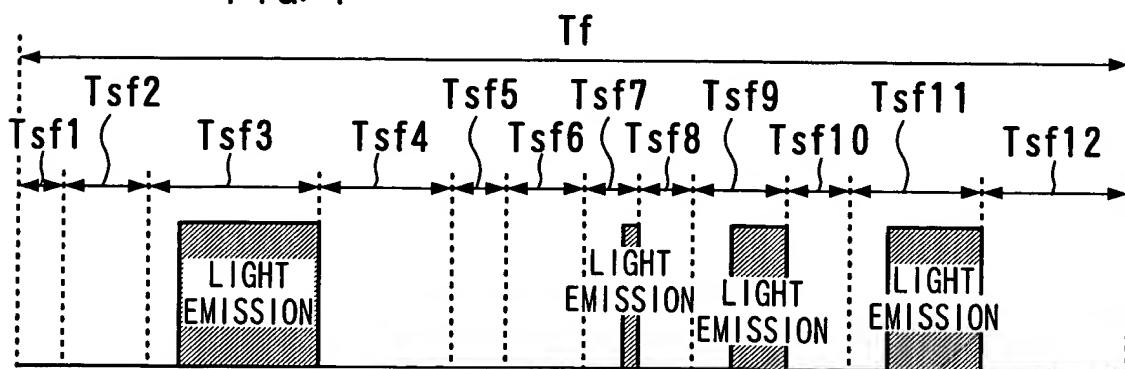 Tf
Tsf1 Tsf2 Tsf3 Tsf4 Tsf5 Tsf6 Tsf7 Tsf8 Tsf9 Tsf10 Tsf11 Tsf12
LIGHT
EMISSION
LIGHT
EMISSION
LIGHT
EMISSION
LIGHT
EMISSION